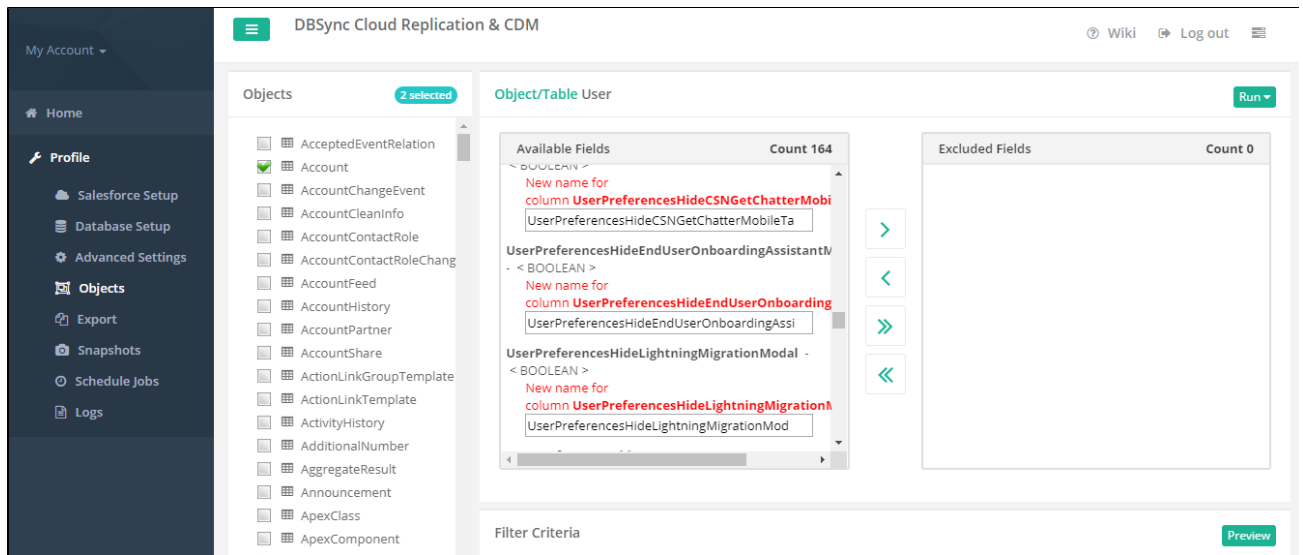 DBSync Cloud Replication & CDM
Wiki
Log out
My Account
Home
Profile
Salesforce Setup
Database Setup
Advanced Settings
Objects
Export
Snapshots
Schedule Jobs
Logs
Objects
2 selected
AcceptedEventRelation
Account
AccountChangeEvent
AccountCleanInfo
AccountContactRole
AccountContactRoleChang
AccountFeed
AccountHistory
AccountPartner
AccountShare
ActionLinkGroupTemplate
ActionLinkTemplate
ActivityHistory
AdditionalNumber
AggregateResult
Announcement
ApexClass
ApexComponent
Object/Table User
Run
Available Fields Count 164
< BOOLEAN >
New name for
column UserPreferencesHideCSNGetChatterMobi
UserPreferencesHideCSNGetChatterMobileTa
UserPreferencesHideEndUserOnboardingAssistantM
- < BOOLEAN >
New name for
column UserPreferencesHideEndUserOnboarding
UserPreferencesHideEndUserOnboardingAssi
UserPreferencesHideLightningMigrationModal -
< BOOLEAN >
New name for
column UserPreferencesHideLightningMigrationM
UserPreferencesHideLightningMigrationMod
Excluded Fields Count 0
Filter Criteria
Preview